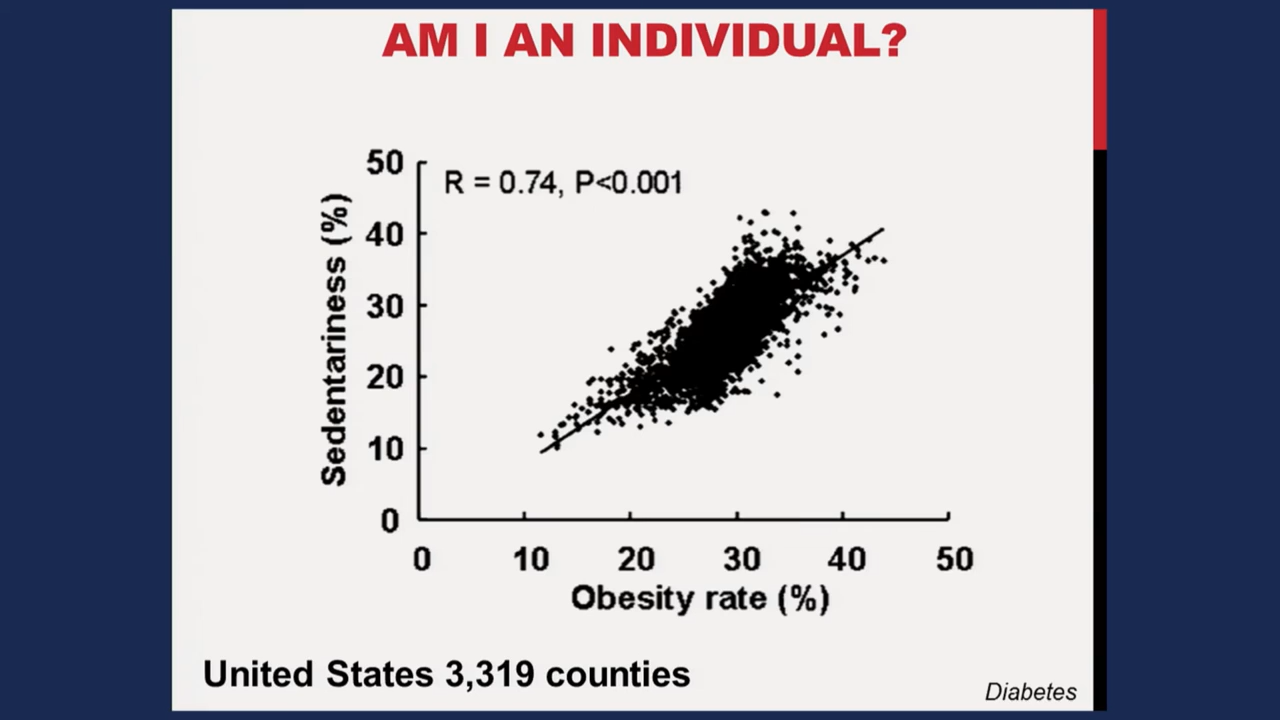 AM I AN INDIVIDUAL?
R = 0.74, P<0.001
Sedentariness (%)
50
40
30
20
10
0
0 10 20 30 40 50
Obesity rate (%)
United States 3,319 counties
Diabetes